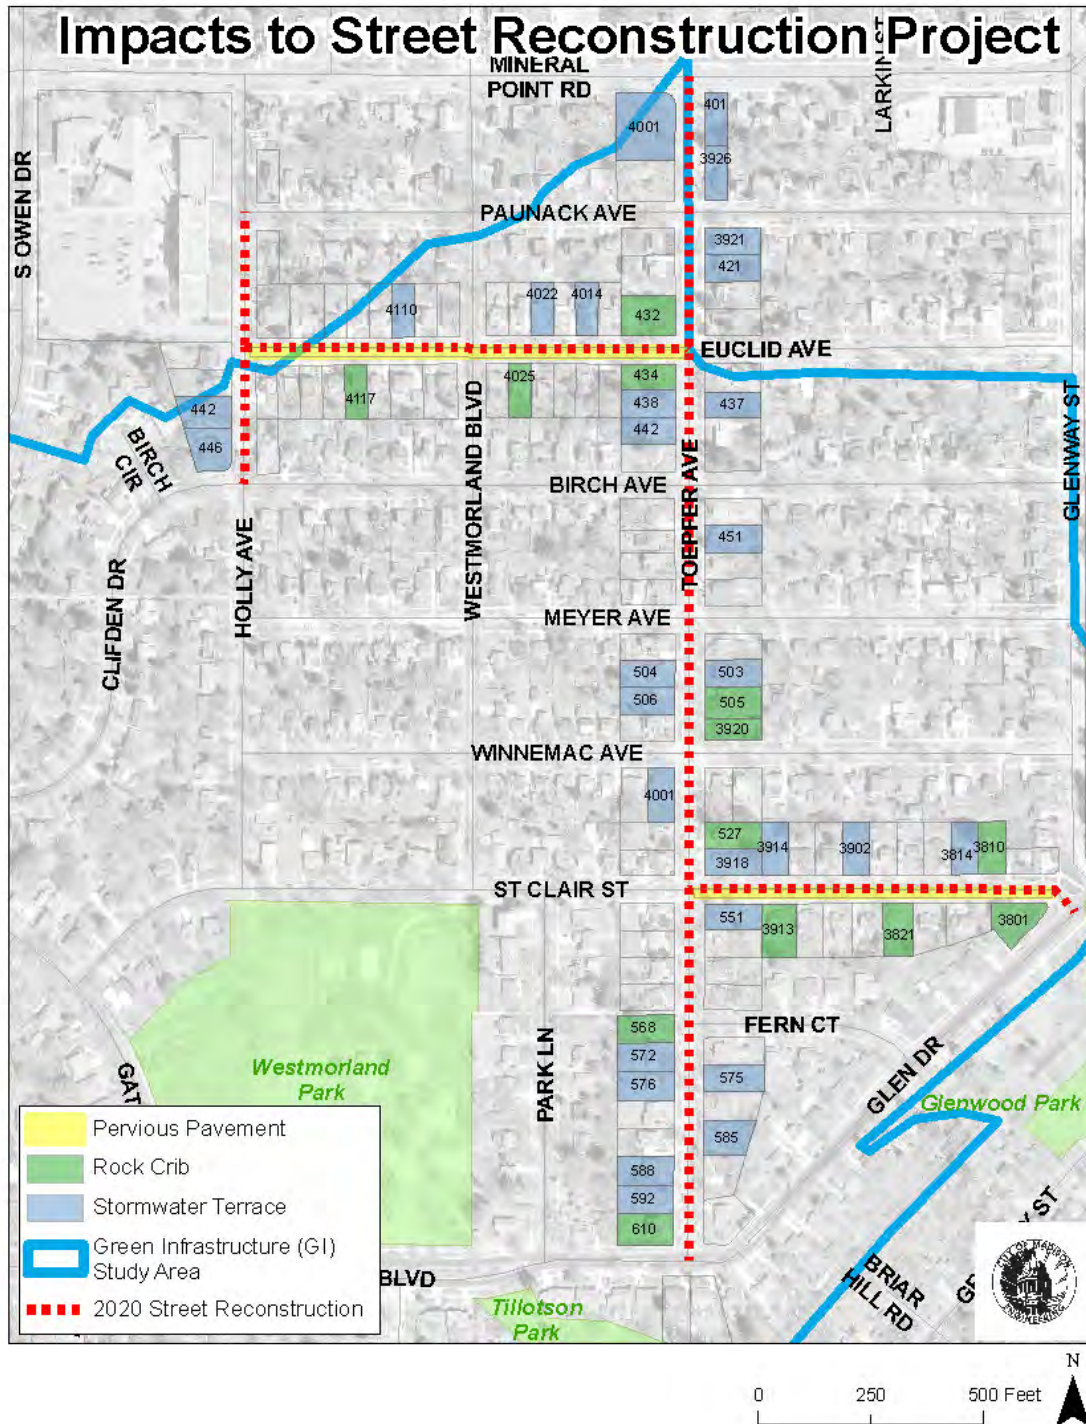 Impacts to Street Reconstruction Project
MINERAL
POINT RD
LARKIN ST
S OWEN DR
401
4001
3926
PAUNACK AVE
3921
421
4110
4022
4014
432
EUCLID AVE
434
4025
4117
438
437
442
442
446
BIRCH
CIR
BIRCH AVE
WESTMORLAND BLVD
TOEPFER AVE
GLENWAY ST
HOLLY AVE
CLIFDEN DR
451
MEYER AVE
504
503
506
505
3920
WINNEMAC AVE
4001
527
3914
3902
3814
3810
3918
ST CLAIR ST
551
3913
3821
3801
568
FERN CT
572
576
575
585
588
592
610
PARK LN
GLEN DR
Westmorland
Park
Glenwood Park
GAT
Pervious Pavement
Rock Crib
Stormwater Terrace
Green Infrastructure (GI)
Study Area
2020 Street Reconstruction
BLVD
Tillotson
Park
BRIAR
HILL RD
CITY OF MADISON
ENGINEERING
N
0 250 500 Feet